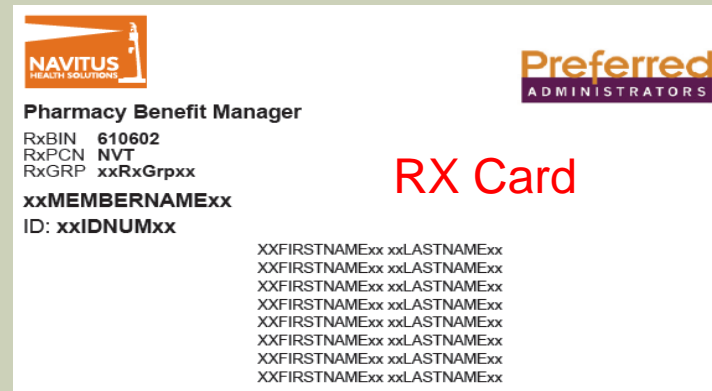 NAVITUS
HEALTH SOLUTIONS
Preferred
ADMINISTRATORS
Pharmacy Benefit Manager
RxBIN 610602
RxPCN NVT
RxGRP xxRxGrpxx
RX Card
xxMEMBERNAMExx
ID: xxIDNUMxx
XXFIRSTNAMExx xxLASTNAMExx
XXFIRSTNAMExx xxLASTNAMExx
XXFIRSTNAMExx xxLASTNAMExx
XXFIRSTNAMExx xxLASTNAMExx
XXFIRSTNAMExx xxLASTNAMExx
XXFIRSTNAMExx xxLASTNAMExx
XXFIRSTNAMExx xxLASTNAMExx
XXFIRSTNAMExx xxLASTNAMExx